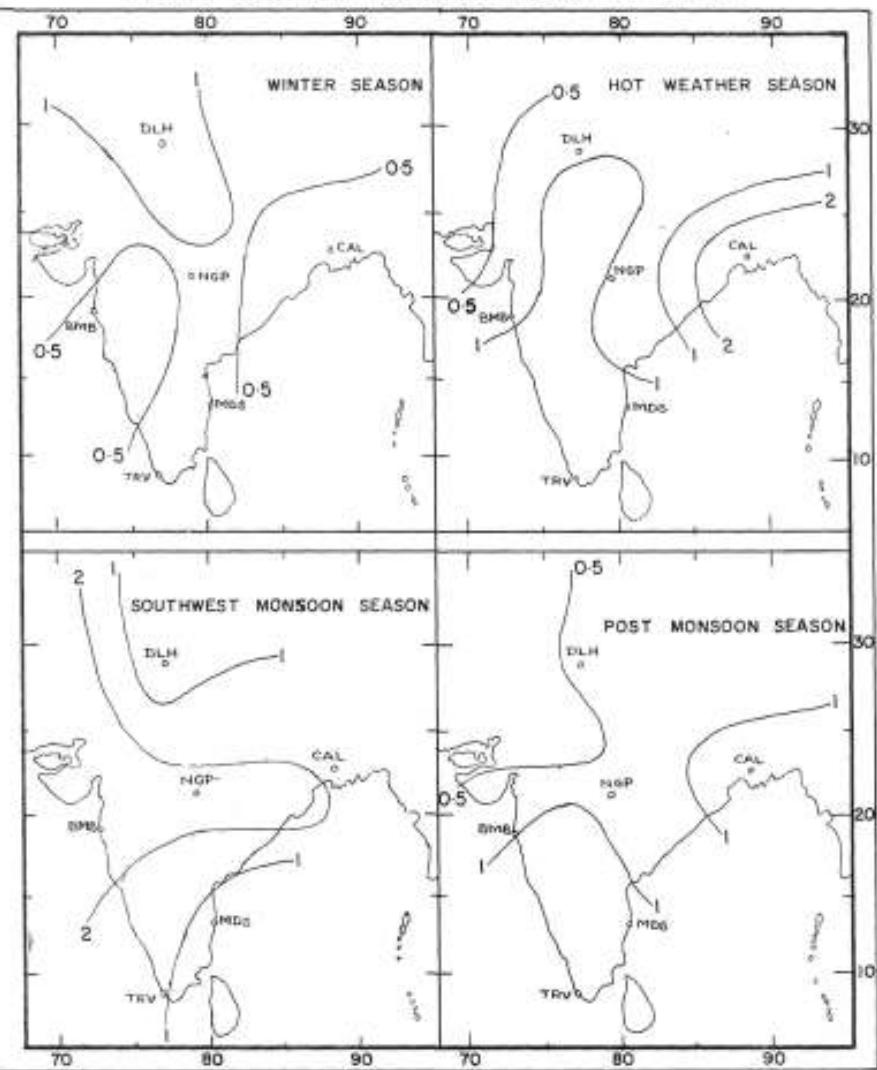 70 80 90 70 80 90
WINTER SEASON HOT WEATHER SEASON
1 1 0·5
DLH DLH 30
0·5 1
2
CAL CAL
NGP NGP
20
BMB BMB
0·5 0·5
1 1 2
0·5 1
MDS MDS
0·5 10
TRV TRV
2 1 0·5
SOUTHWEST MONSOON SEASON POST MONSOON SEASON
30
DLH DLH
1 1
CAL CAL
NGP NGP
0·5 20
BMB BMB
1 1 1
2 MDS 1 MDS
10
TRV TRV
1
70 80 90 70 80 90